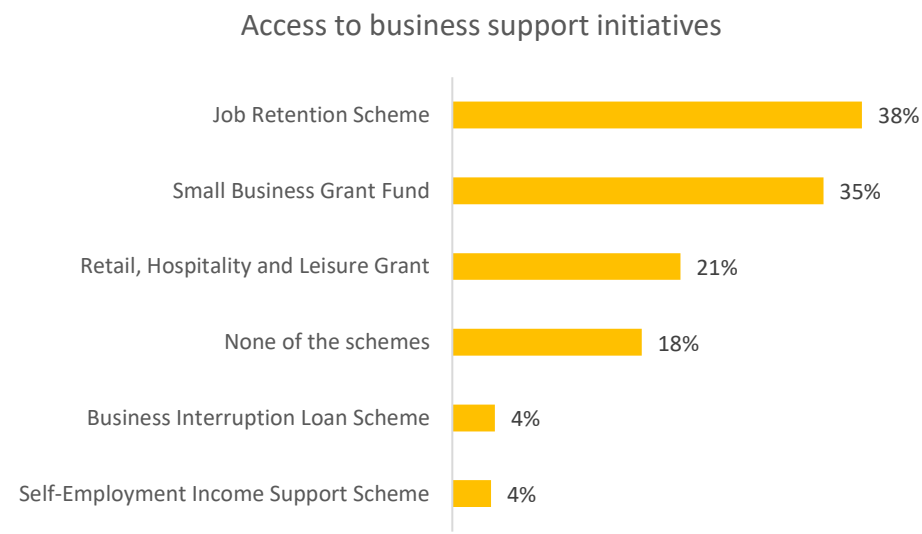 Access to business support initiatives
Job Retention Scheme 38%
Small Business Grant Fund 35%
Retail, Hospitality and Leisure Grant 21%
None of the schemes 18%
Business Interruption Loan Scheme 4%
Self-Employment Income Support Scheme 4%